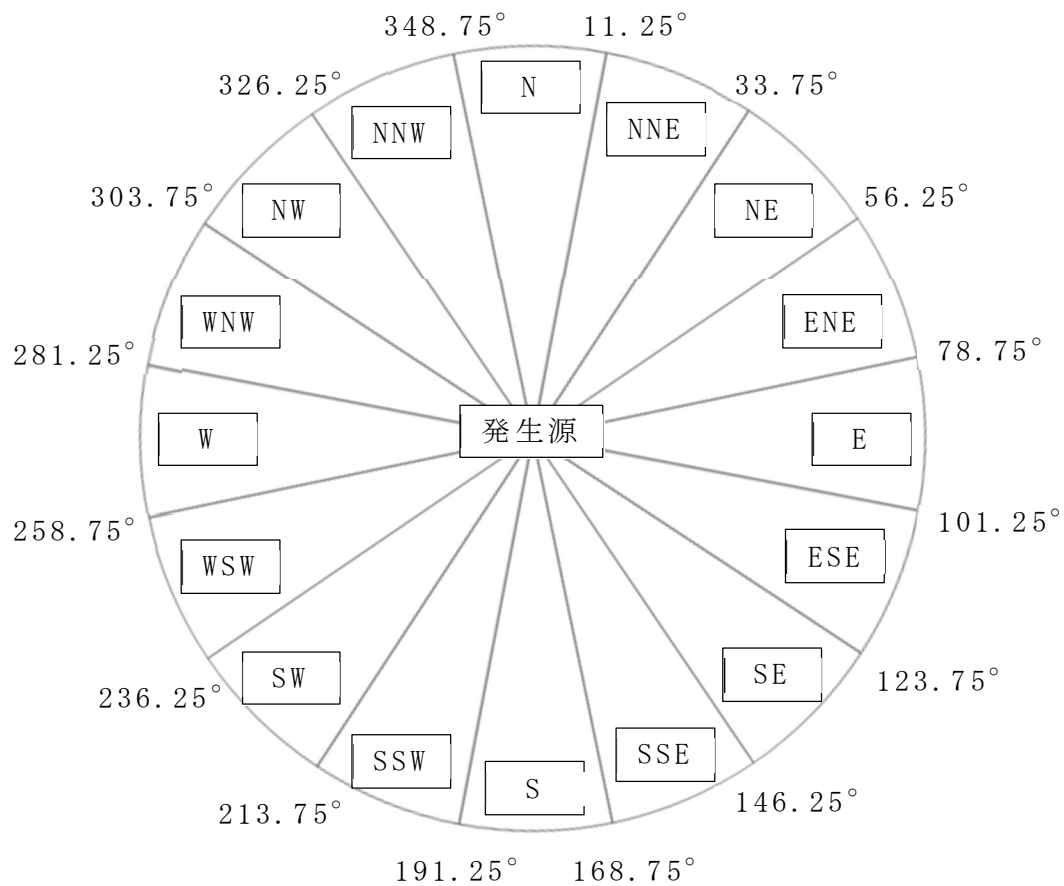 348.75° 11.25°
326.25° N 33.75°
NNW NNE
303.75° NW NE 56.25°
WNW ENE
281.25° 78.75°
W 発生源 E
258.75° 101.25°
WSW ESE
SW SE
236.25° 123.75°
SSW S SSE
213.75° 146.25°
191.25° 168.75°